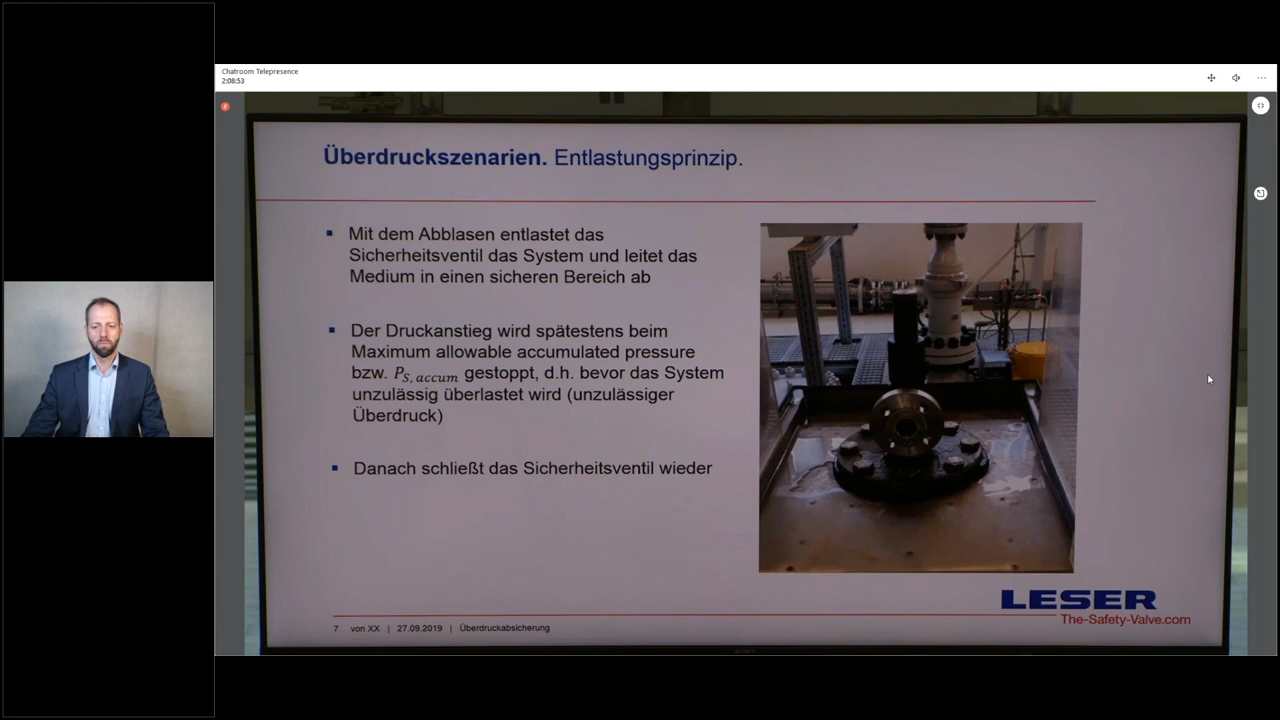 Chatroom Telepresence
2:08:53
Überdruckszenarien. Entlastungsprinzip.
▪ Mit dem Abblasen entlastet das
Sicherheitsventil das System und leitet das
Medium in einen sicheren Bereich ab
▪ Der Druckanstieg wird spätestens beim
Maximum allowable accumulated pressure
bzw. P_{S, accum} gestoppt, d.h. bevor das System
unzulässig überlastet wird (unzulässiger
Überdruck)
▪ Danach schließt das Sicherheitsventil wieder
LESER
The-Safety-Valve.com
7 von XX | 27.09.2019 | Überdruckabsicherung
SONY